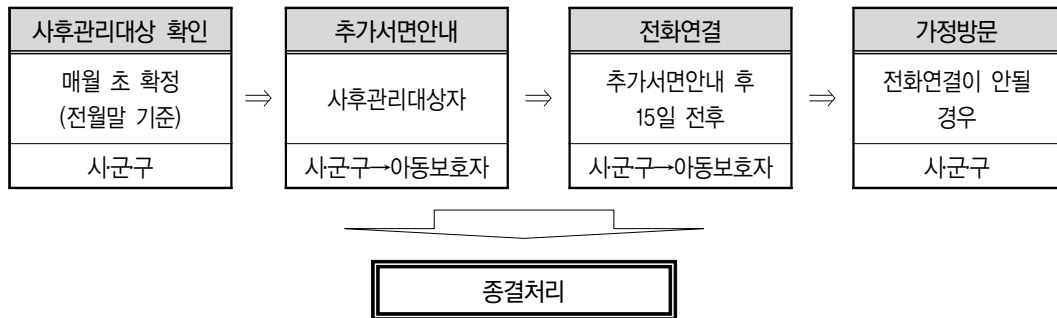 사후관리대상 확인
매월 초 확정
(전월말 기준)
시·군·구
⇒
추가서면안내
사후관리대상자
시·군·구→아동보호자
⇒
전화연결
추가서면안내 후
15일 전후
시·군·구→아동보호자
⇒
가정방문
전화연결이 안될
경우
시·군·구
종결처리